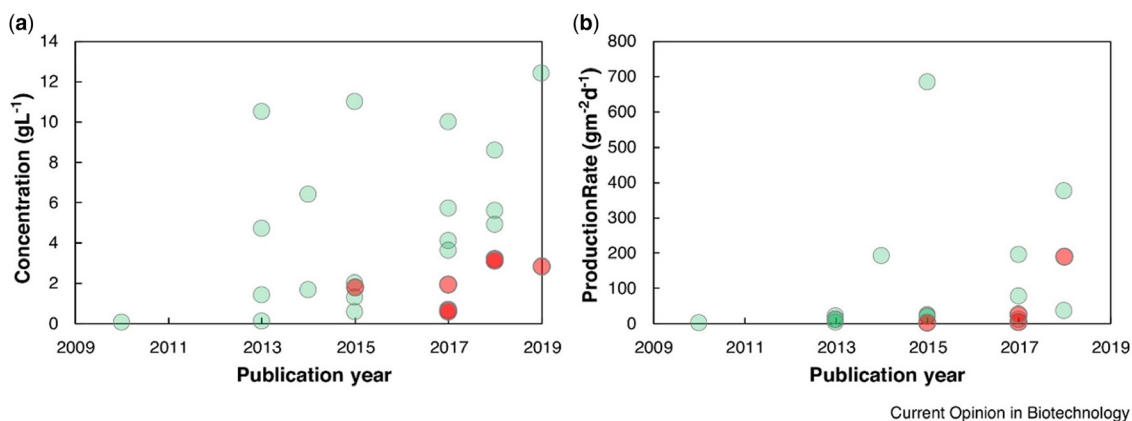 (a)
14
12
10
8
6
4
2
0
Concentration (gL-1)
2009 2011 2013 2015 2017 2019
Publication year
(b)
800
700
600
500
400
300
200
100
0
ProductionRate (gm-2d-1)
2009 2011 2013 2015 2017 2019
Publication year
Current Opinion in Biotechnology